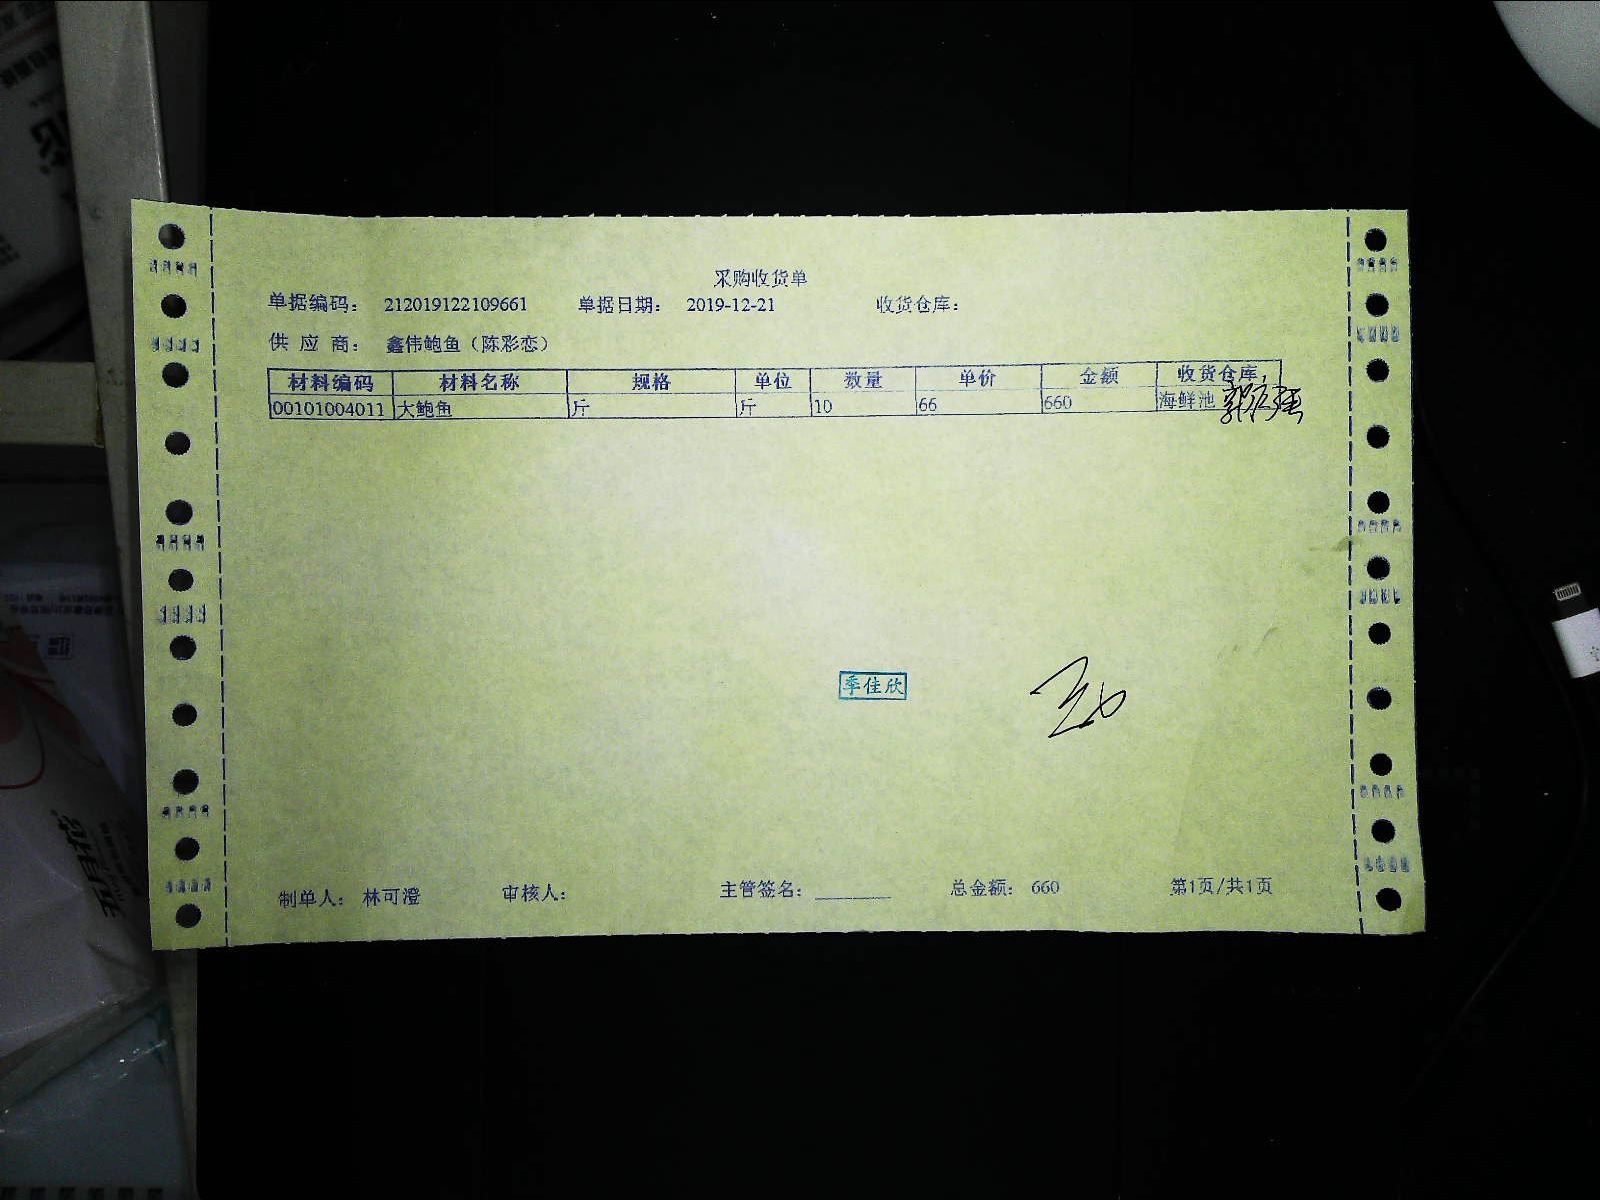 采购收货单
单据编码： 212019122109661 单据日期： 2019-12-21 收货仓库：
供 应 商： 鑫伟鲍鱼（陈彩恋）
材料编码 材料名称 规格 单位 数量 单价 金额 收货仓库
00101004011 大鲍鱼 斤 斤 10 66 660 海鲜池
季佳欣
制单人： 林可澄 审核人： 主管签名： ________ 总金额： 660 第1页/共1页